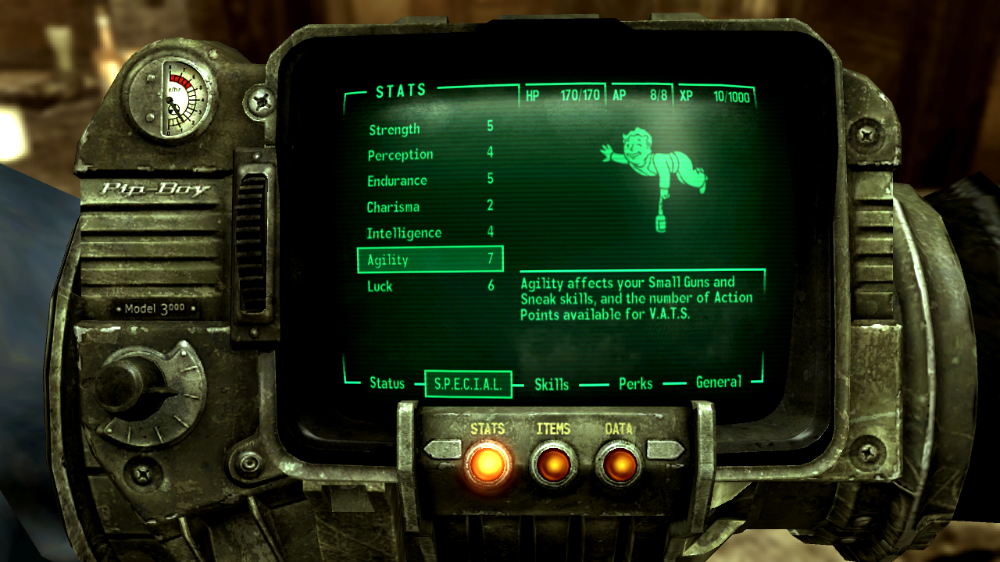 STATS HP 170/170 AP 8/8 XP 10/1000
r/hr
Strength 5
Perception 4
Endurance 5
Charisma 2
Intelligence 4
Agility 7
Luck 6
Agility affects your Small Guns and
Sneak skills, and the number of Action
Points available for V.A.T.S.
Status S.P.E.C.I.A.L. Skills Perks General
Pip-Boy
Model 3000
STATS ITEMS DATA